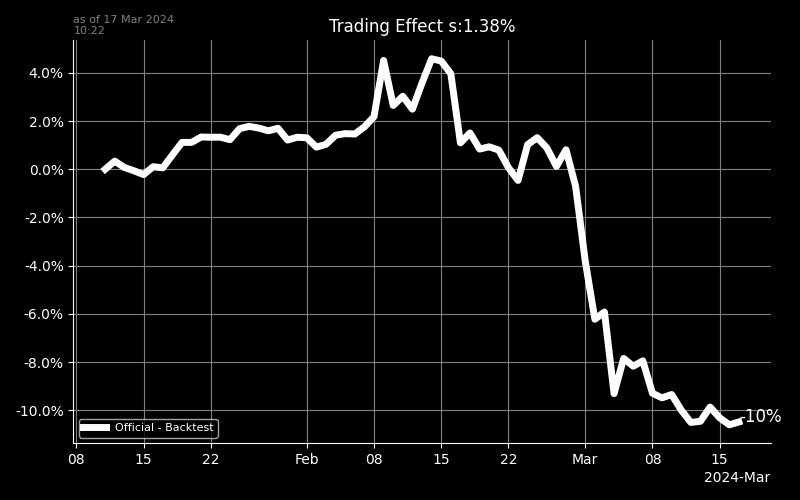 as of 17 Mar 2024
10:22
Trading Effect s:1.38%
4.0%
2.0%
0.0%
-2.0%
-4.0%
-6.0%
-8.0%
-10.0%
Official - Backtest
-10%
08 15 22 Feb 08 15 22 Mar 08 15
2024-Mar